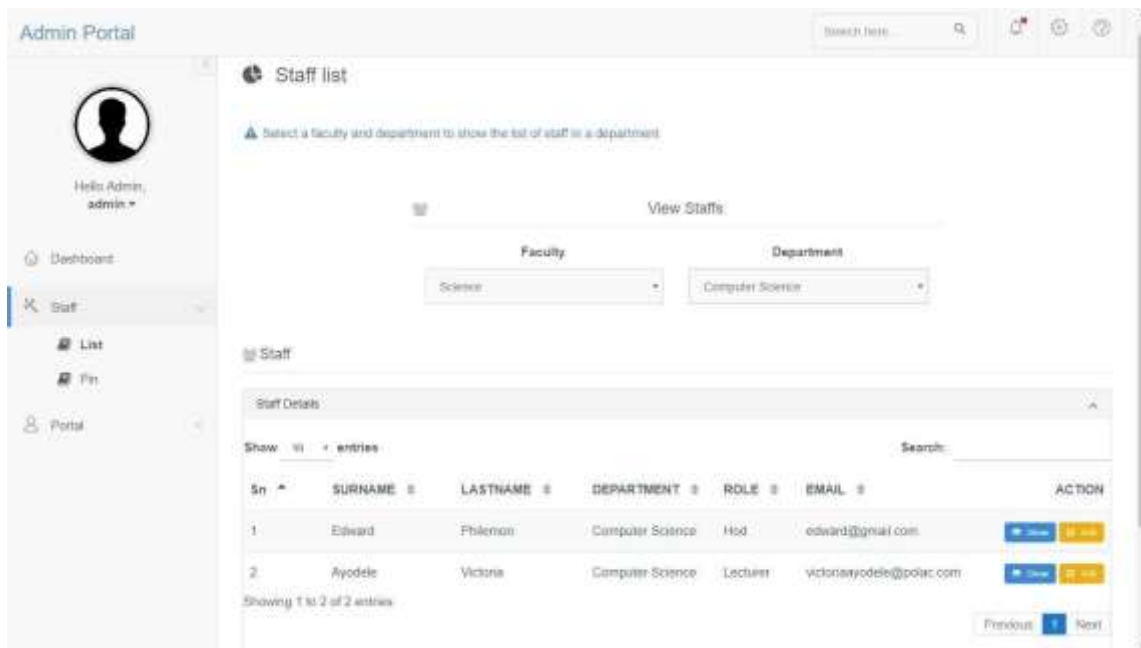 Admin Portal
Search here...
Staff list
Select a faculty and department to show the list of staff in a department
Hello Admin,
admin
View Staffs
Dashboard
Faculty
Department
Science
Computer Science
Staff
List
Staff
Pin
Staff Details
Portal
Show 10 entries
Search:
Sn SURNAME LASTNAME DEPARTMENT ROLE EMAIL ACTION
1 Edward Philemon Computer Science Hod edward@gmail.com
2 Ayodele Victoria Computer Science Lecturer victoriaayodele@polac.com
Showing 1 to 2 of 2 entries
Previous 1 Next